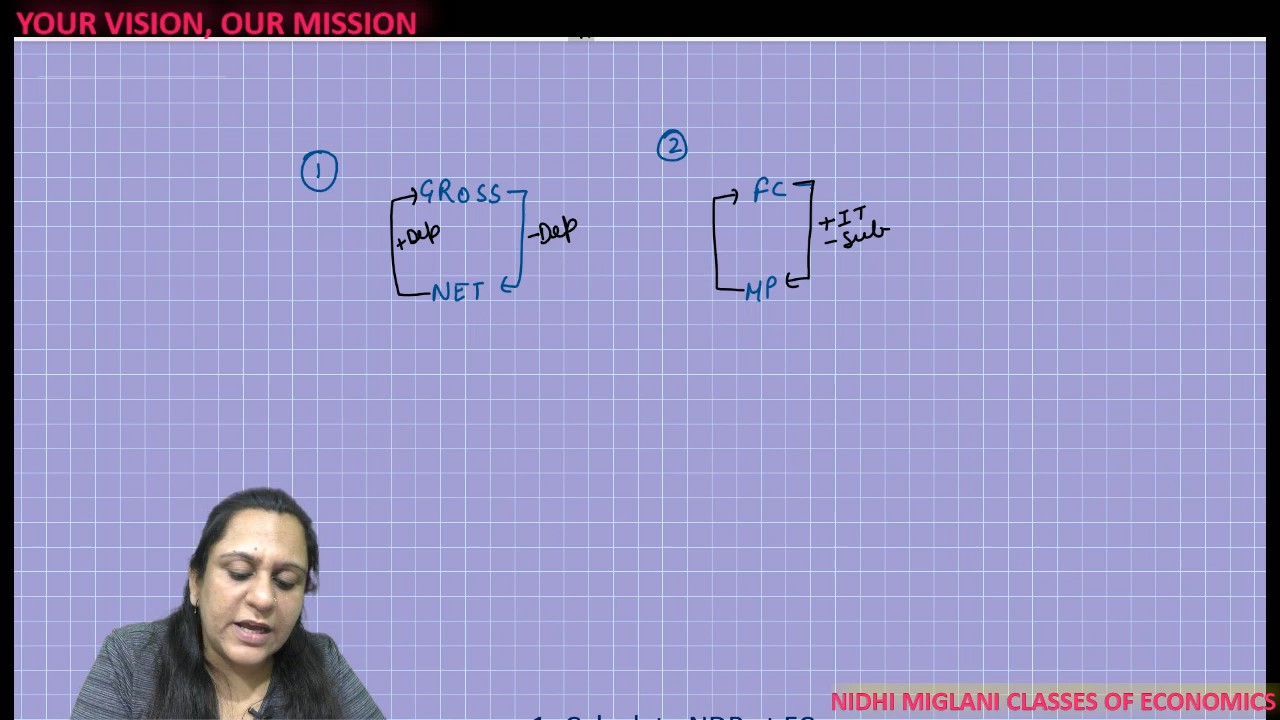 YOUR VISION, OUR MISSION
1
2
GROSS
+Dep
-Dep
NET
FC
+IT
-Sub
MP
NIDHI MIGLANI CLASSES OF ECONOMICS